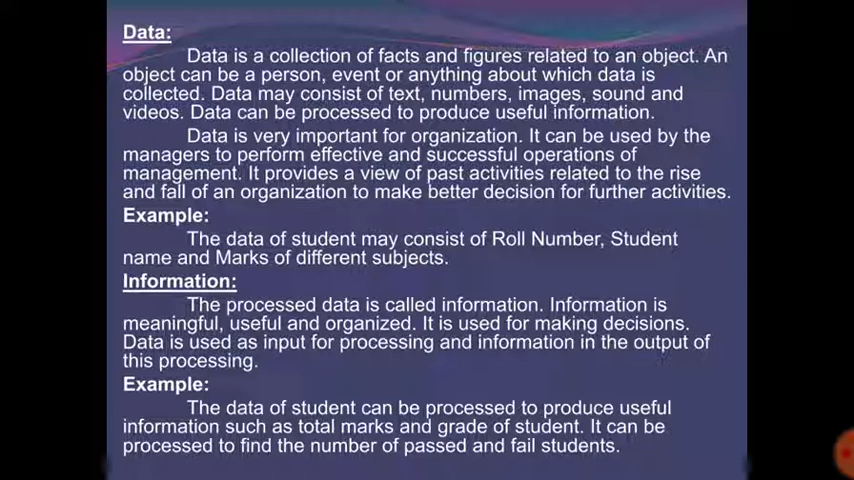 Data:
Data is a collection of facts and figures related to an object. An
object can be a person, event or anything about which data is
collected. Data may consist of text, numbers, images, sound and
videos. Data can be processed to produce useful information.
Data is very important for organization. It can be used by the
managers to perform effective and successful operations of
management. It provides a view of past activities related to the rise
and fall of an organization to make better decision for further activities.
Example:
The data of student may consist of Roll Number, Student
name and Marks of different subjects.
Information:
The processed data is called information. Information is
meaningful, useful and organized. It is used for making decisions.
Data is used as input for processing and information in the output of
this processing.
Example:
The data of student can be processed to produce useful
information such as total marks and grade of student. It can be
processed to find the number of passed and fail students.